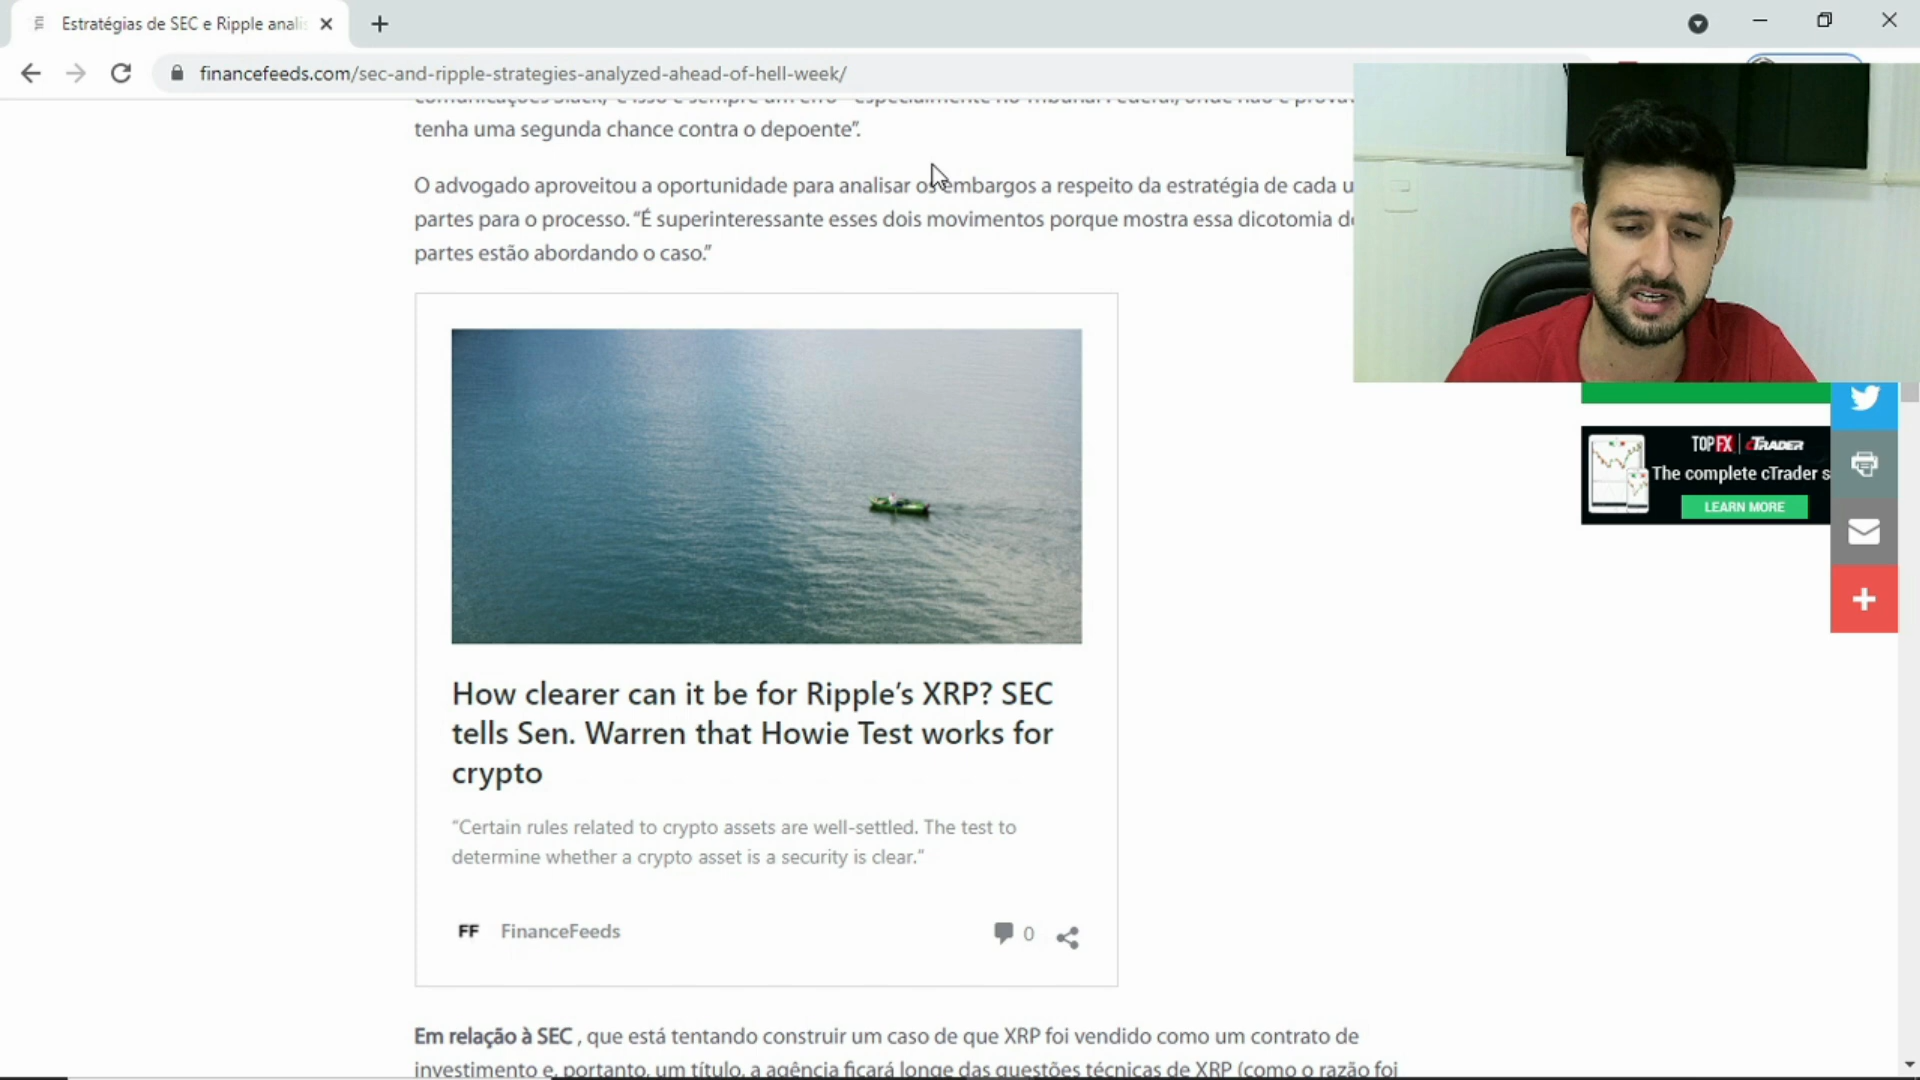 Estratégias de SEC e Ripple anali
financefeeds.com/sec-and-ripple-strategies-analyzed-ahead-of-hell-week/
tenha uma segunda chance contra o depoente”.
O advogado aproveitou a oportunidade para analisar os embargos a respeito da estratégia de cada u
partes para o processo. “É superinteressante esses dois movimentos porque mostra essa dicotomia d
partes estão abordando o caso.”
How clearer can it be for Ripple’s XRP? SEC
tells Sen. Warren that Howie Test works for
crypto
“Certain rules related to crypto assets are well-settled. The test to
determine whether a crypto asset is a security is clear.”
FF FinanceFeeds
0
TOPFX | cTRADER
The complete cTrader s
LEARN MORE
Em relação à SEC , que está tentando construir um caso de que XRP foi vendido como um contrato de
investimento e, portanto, um título, a agência ficará longe das questões técnicas de XRP (como o razão foi